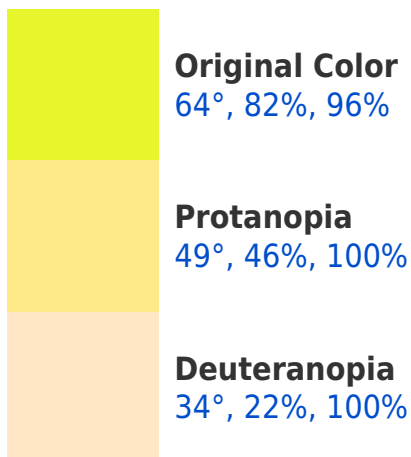 Original Color
64°, 82%, 96%
Protanopia
49°, 46%, 100%
Deuteranopia
34°, 22%, 100%